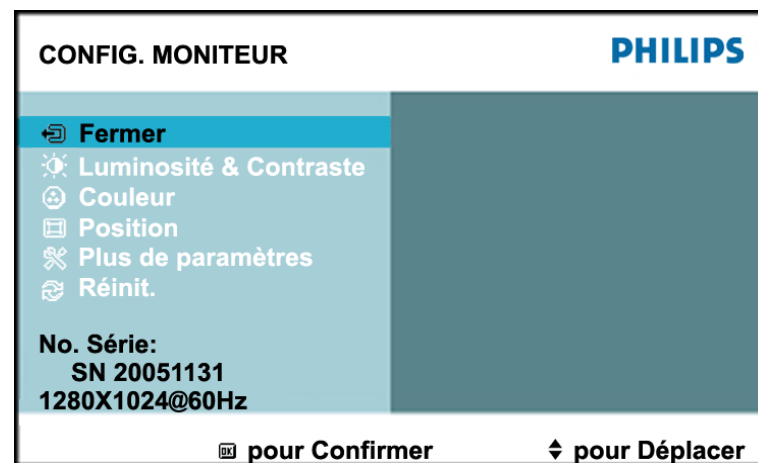 CONFIG. MONITEUR
PHILIPS
Fermer
Luminosité & Contraste
Couleur
Position
Plus de paramètres
Réinit.
No. Série:
SN 20051131
1280X1024@60Hz
OK pour Confirmer
pour Déplacer